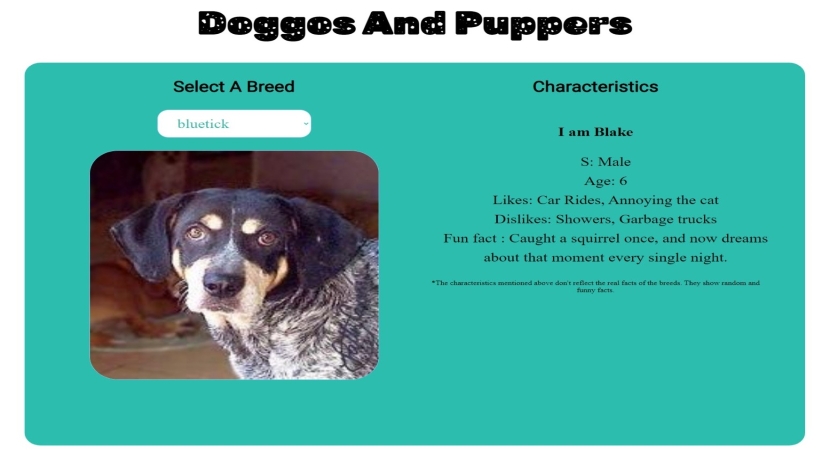 Doggos And Puppers
Select A Breed
bluetick
Characteristics
I am Blake
S: Male
Age: 6
Likes: Car Rides, Annoying the cat
Dislikes: Showers, Garbage trucks
Fun fact : Caught a squirrel once, and now dreams
about that moment every single night.
*The characteristics mentioned above don't reflect the real facts of the breeds. They show random and
funny facts.